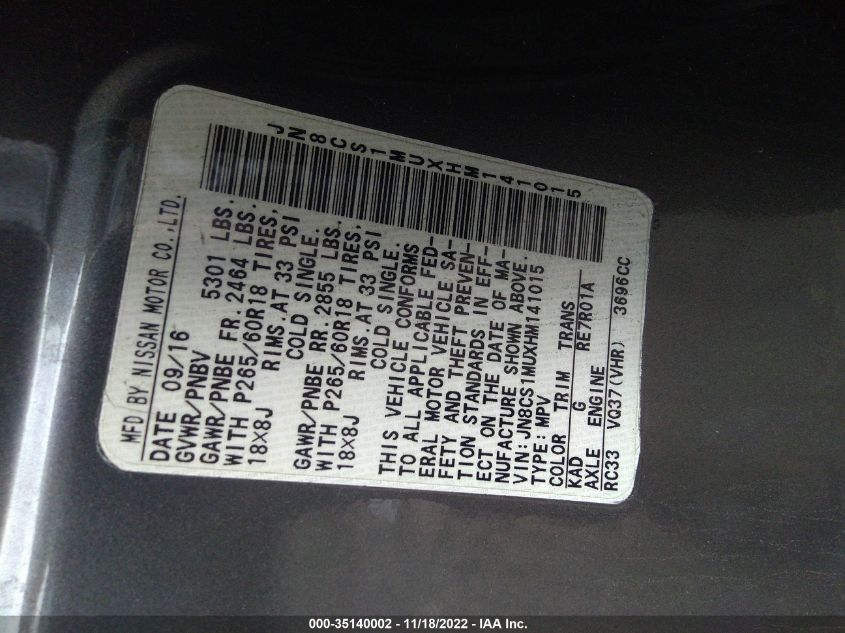 JN8CS1MUXHM141015
MFD BY NISSAN MOTOR CO.,LTD.
DATE 09/16
GVWR/PNBV 5301 LBS.
GAWR/PNBE FR. 2464 LBS.
WITH P265/60R18 TIRES,
18X8J RIMS.AT 33 PSI
COLD SINGLE.
GAWR/PNBE RR. 2855 LBS.
WITH P265/60R18 TIRES,
18X8J RIMS.AT 33 PSI
COLD SINGLE.
THIS VEHICLE CONFORMS
TO ALL APPLICABLE FED-
ERAL MOTOR VEHICLE SA-
FETY AND THEFT PREVEN-
TION STANDARDS IN EFF-
ECT ON THE DATE OF MA-
NUFACTURE SHOWN ABOVE.
VIN: JN8CS1MUXHM141015
TYPE: MPV
COLOR TRIM TRANS
KAD G RE7R01A
AXLE ENGINE
RC33 VQ37(VHR) 3696CC
000-35140002 - 11/18/2022 - IAA Inc.